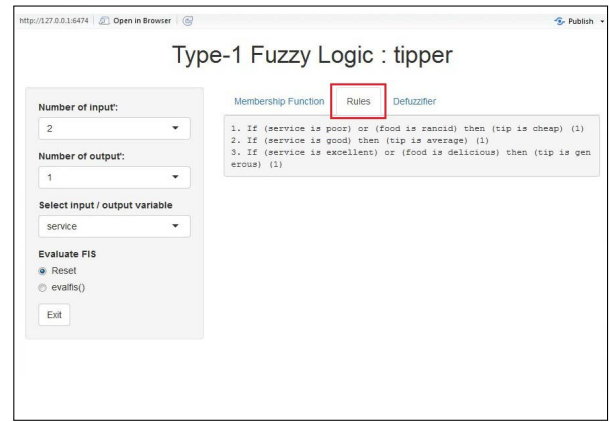 http://127.0.0.1:6474 Open in Browser Publish
Type-1 Fuzzy Logic : tipper
Number of input':
2
Number of output':
1
Select input / output variable
service
Evaluate FIS
Reset
evalfis()
Exit
Membership Function Rules Defuzzifier
1. If (service is poor) or (food is rancid) then (tip is cheap) (1)
2. If (service is good) then (tip is average) (1)
3. If (service is excellent) or (food is delicious) then (tip is gen
erous) (1)